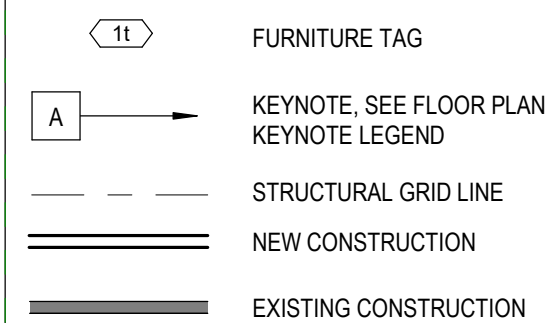 1t FURNITURE TAG
A KEYNOTE, SEE FLOOR PLAN
KEYNOTE LEGEND
STRUCTURAL GRID LINE
NEW CONSTRUCTION
EXISTING CONSTRUCTION